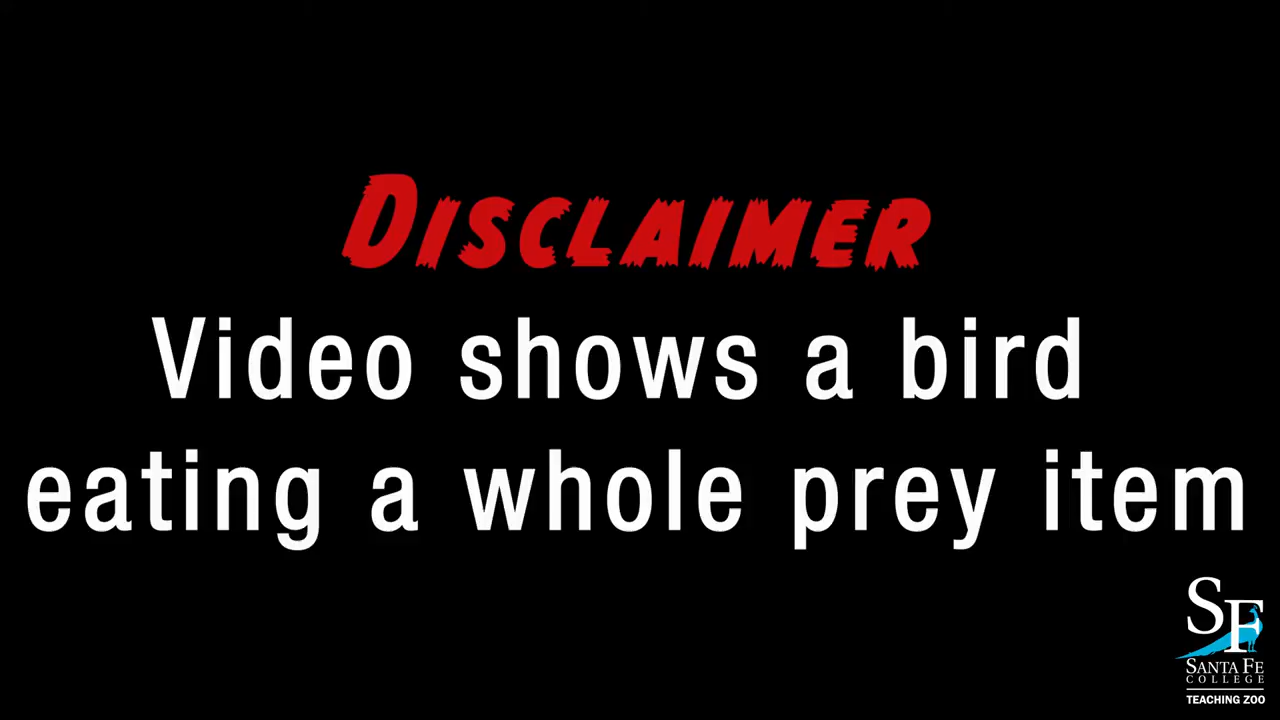 DISCLAIMER
Video shows a bird
eating a whole prey item
SF
SANTA FE
COLLEGE
TEACHING ZOO